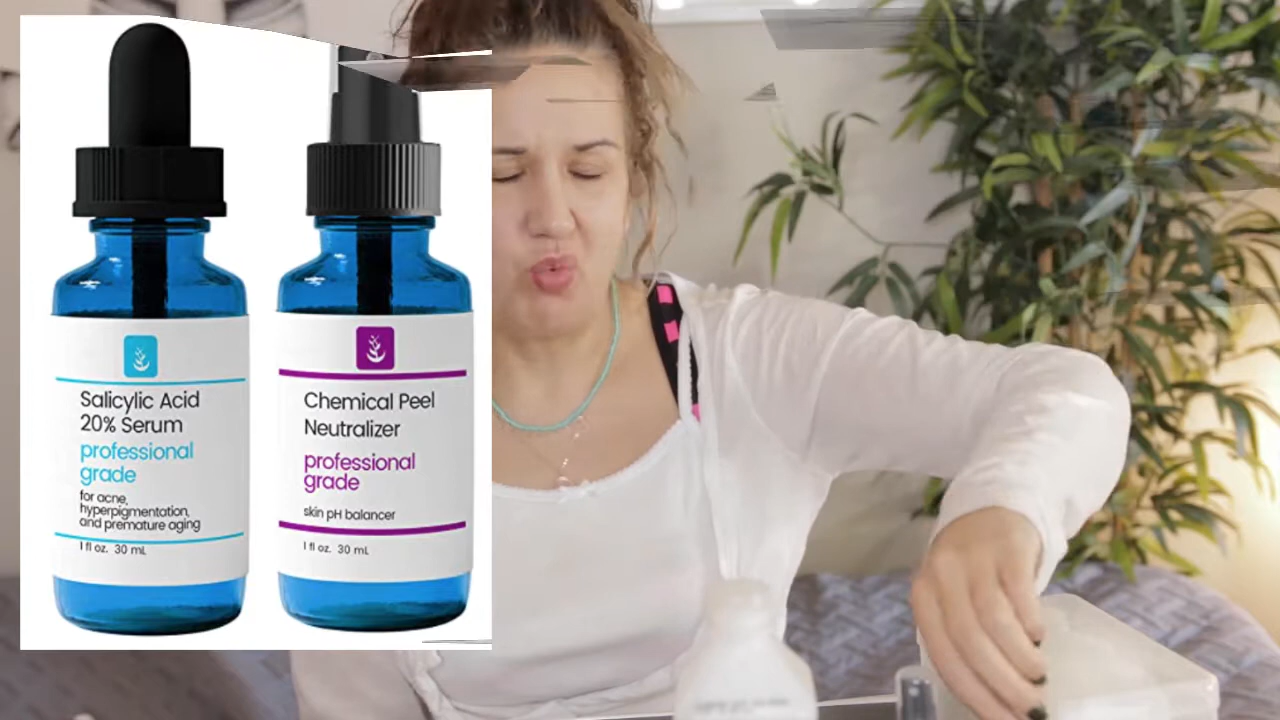 Salicylic Acid
20% Serum
professional
grade
for acne,
hyperpigmentation,
and premature aging
1 fl oz. 30 mL
Chemical Peel
Neutralizer
professional
grade
skin pH balancer
1 fl oz. 30 mL